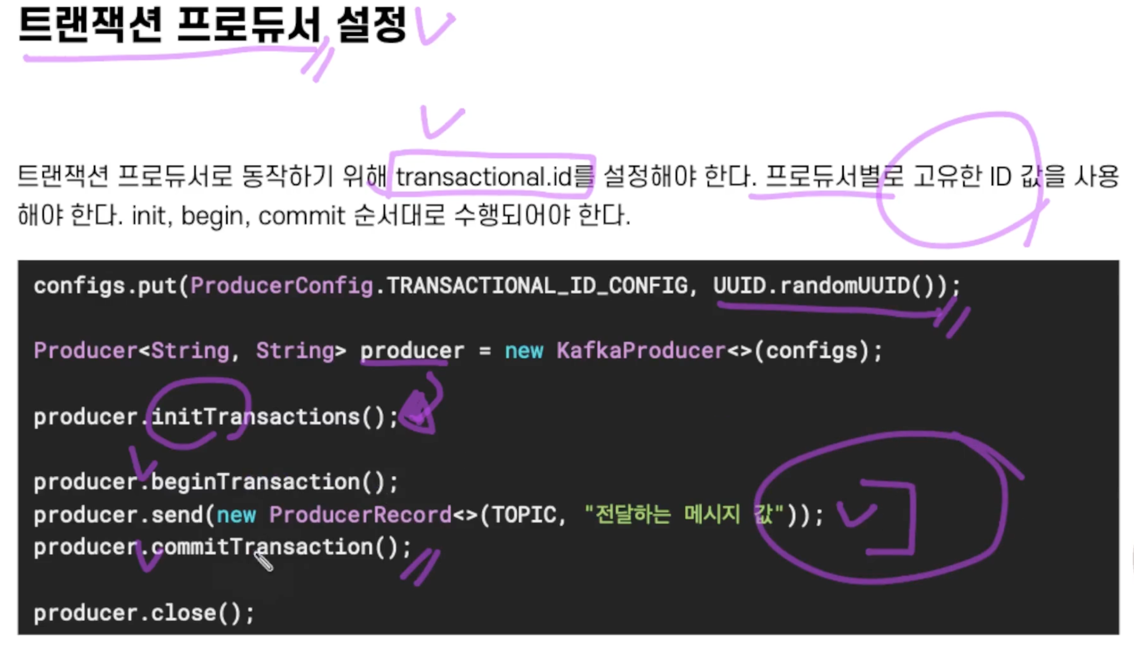 트랜잭션 프로듀서 설정
트랜잭션 프로듀서로 동작하기 위해 transactional.id를 설정해야 한다. 프로듀서별로 고유한 ID 값을 사용
해야 한다. init, begin, commit 순서대로 수행되어야 한다.
configs.put(ProducerConfig.TRANSACTIONAL_ID_CONFIG, UUID.randomUUID());
Producer<String, String> producer = new KafkaProducer<>(configs);
producer.initTransactions();
producer.beginTransaction();
producer.send(new ProducerRecord<>(TOPIC, "전달하는 메시지 값"));
producer.commitTransaction();
producer.close();